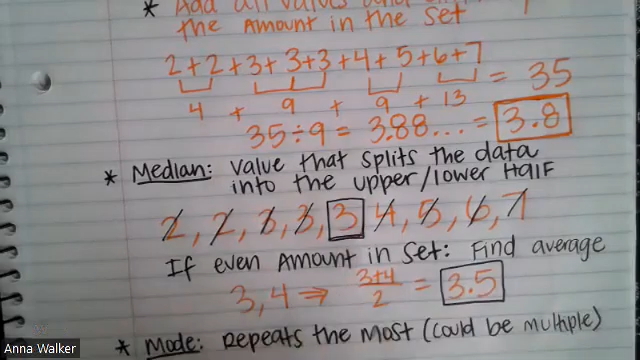 * Add all values
the Amount in the set
2+2+3+3+3+4+5+6+7 = 35
4 + 9 + 9 + 13
35÷9 = 3.88... = 3.8
* Median: Value that splits the data
into the upper/lower Half
2, 2, 3, 3, 3, 4, 5, 6, 7
If even Amount in set: Find average
3,4 ⇒ 3+4/2 = 3.5
* Mode: Repeats the Most (could be multiple)
Anna Walker